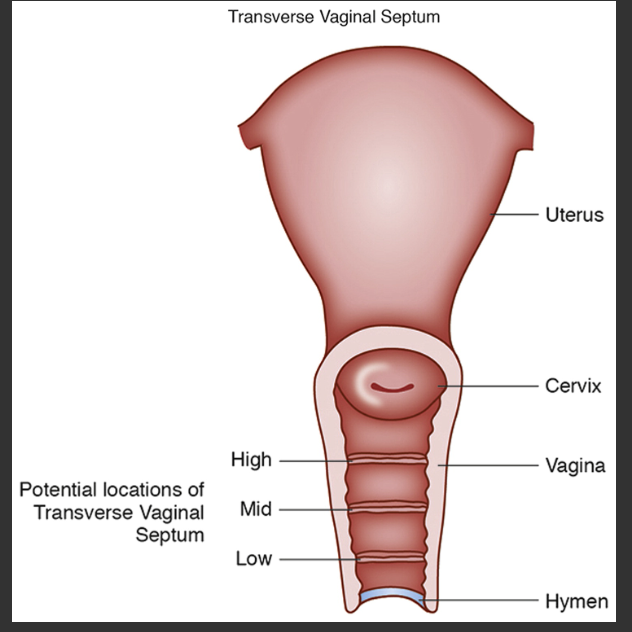 Transverse Vaginal Septum
Uterus
Cervix
High
Vagina
Potential locations of
Transverse Vaginal
Septum
Mid
Low
Hymen